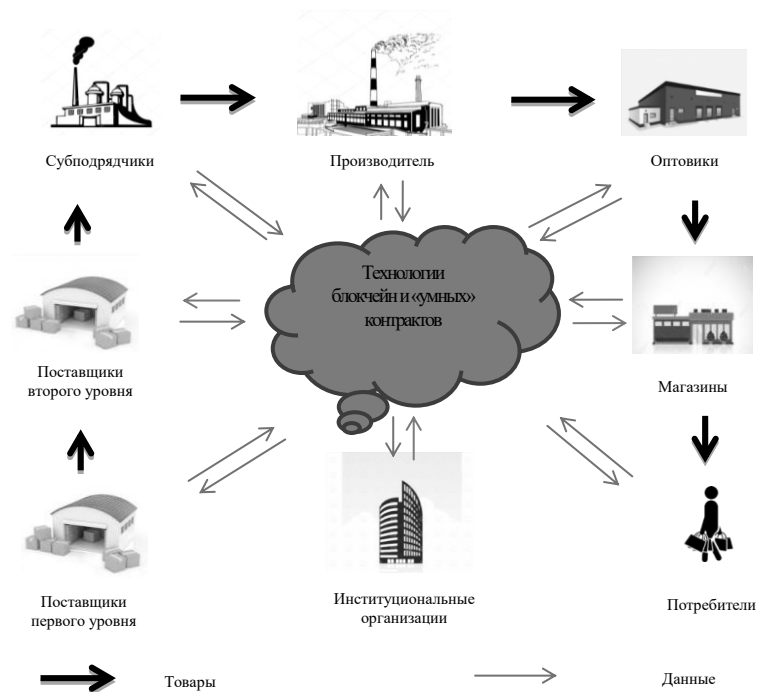 Субподрядчики
Производитель
Оптовики
Технологии
блокчейн и «умных»
контрактов
Поставщики
второго уровня
Магазины
Поставщики
первого уровня
Институциональные
организации
Потребители
Товары
Данные